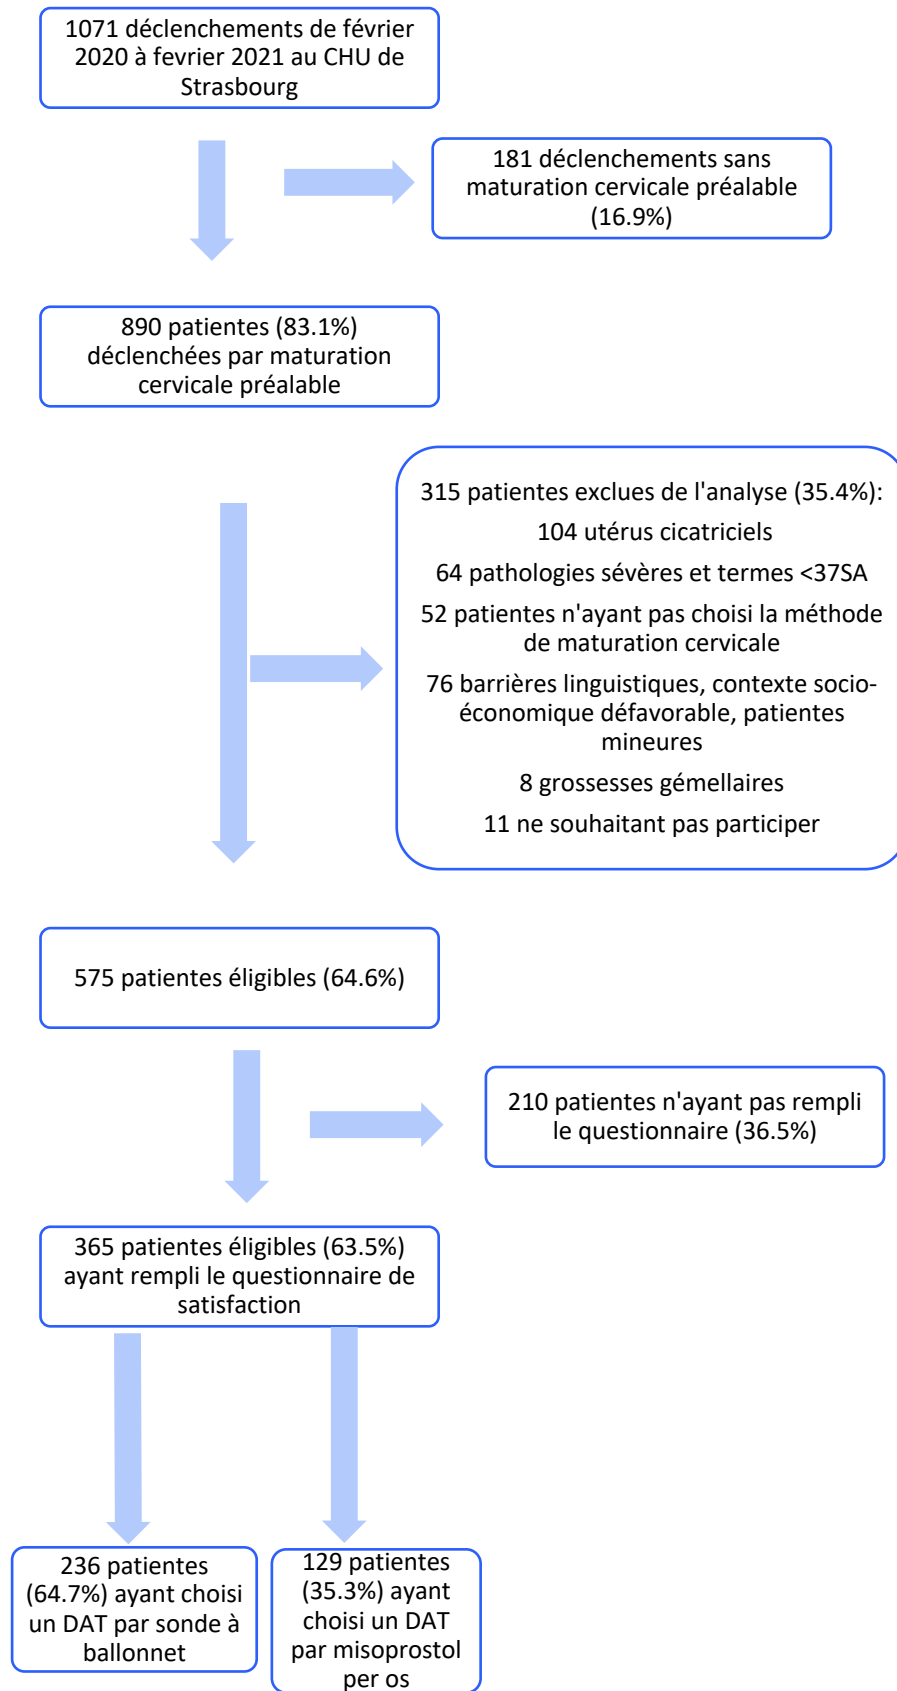 1071 déclenchements de février
2020 à fevrier 2021 au CHU de
Strasbourg
181 déclenchements sans
maturation cervicale préalable
(16.9%)
890 patientes (83.1%)
déclenchées par maturation
cervicale préalable
315 patientes exclues de l'analyse (35.4%):
104 utérus cicatriciels
64 pathologies sévères et termes <37SA
52 patientes n'ayant pas choisi la méthode
de maturation cervicale
76 barrières linguistiques, contexte socio-
économique défavorable, patientes
mineures
8 grossesses gémellaires
11 ne souhaitant pas participer
575 patientes éligibles (64.6%)
210 patientes n'ayant pas rempli
le questionnaire (36.5%)
365 patientes éligibles (63.5%)
ayant rempli le questionnaire de
satisfaction
236 patientes
(64.7%) ayant choisi
un DAT par sonde à
ballonnet
129 patientes
(35.3%) ayant
choisi un DAT
par misoprostol
per os